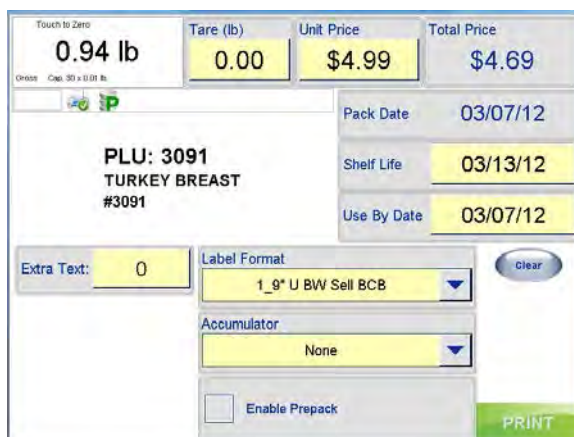 Touch to Zero
0.94 lb
Gross Cap. 30 x 0.01 lb
Tare (lb)
0.00
Unit Price
$4.99
Total Price
$4.69
P
Pack Date 03/07/12
Shelf Life 03/13/12
Use By Date 03/07/12
PLU: 3091
TURKEY BREAST
#3091
Extra Text: 0
Label Format
1_9" U BW Sell BCB
Clear
Accumulator
None
Enable Prepack
PRINT